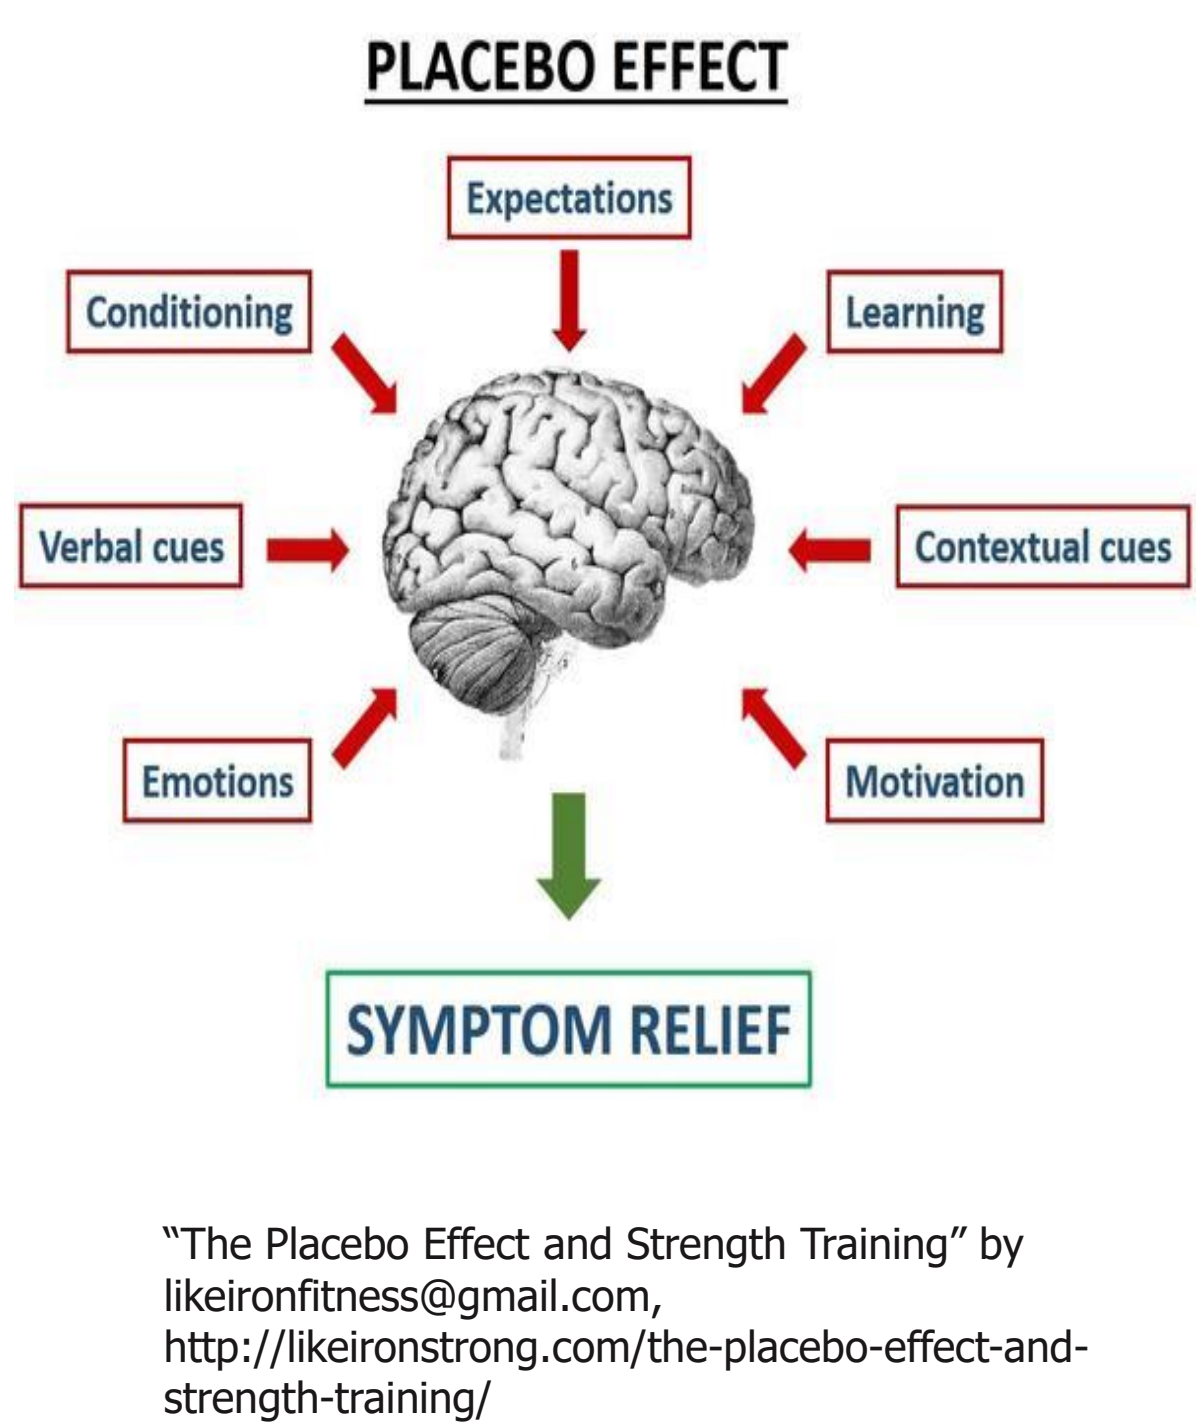 PLACEBO EFFECT
Expectations
Conditioning
Learning
Verbal cues
Contextual cues
Emotions
Motivation
SYMPTOM RELIEF
“The Placebo Effect and Strength Training” by
likeironfitness@gmail.com,
http://likeironstrong.com/the-placebo-effect-and-
strength-training/